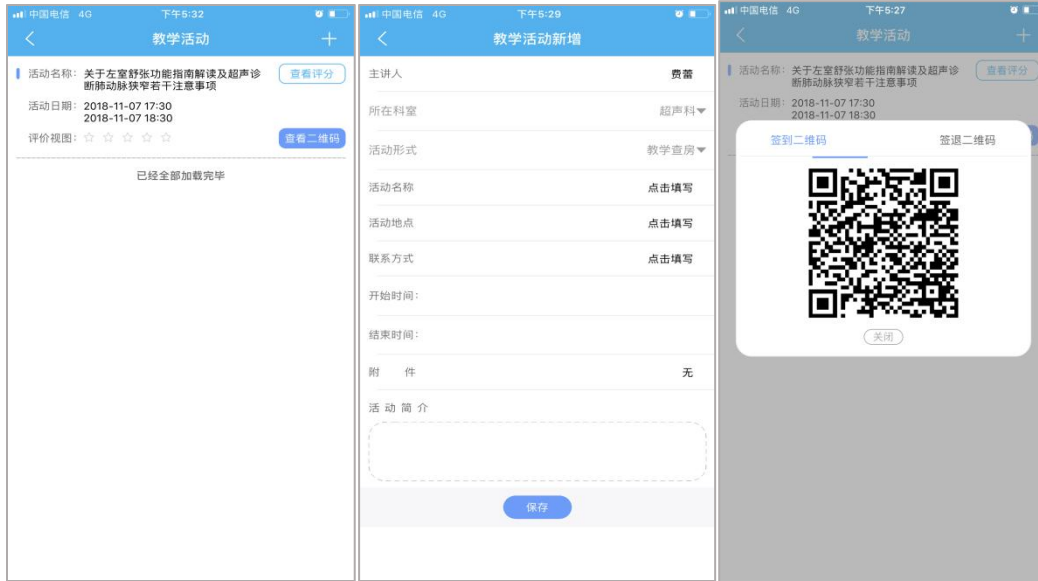 中国电信 4G 下午5:32
教学活动
活动名称: 关于左室舒张功能指南解读及超声诊
断肺动脉狭窄若干注意事项
查看评分
活动日期: 2018-11-07 17:30
2018-11-07 18:30
评价视图:
查看二维码
已经全部加载完毕
中国电信 4G 下午5:29
教学活动新增
主讲人 费蕾
所在科室 超声科
活动形式 教学查房
活动名称 点击填写
活动地点 点击填写
联系方式 点击填写
开始时间:
结束时间:
附 件 无
活动简介
保存
中国电信 4G 下午5:27
教学活动
活动名称: 关于左室舒张功能指南解读及超声诊
断肺动脉狭窄若干注意事项
查看评分
活动日期: 2018-11-07 17:30
2018-11-07 18:30
签到二维码 签退二维码
关闭